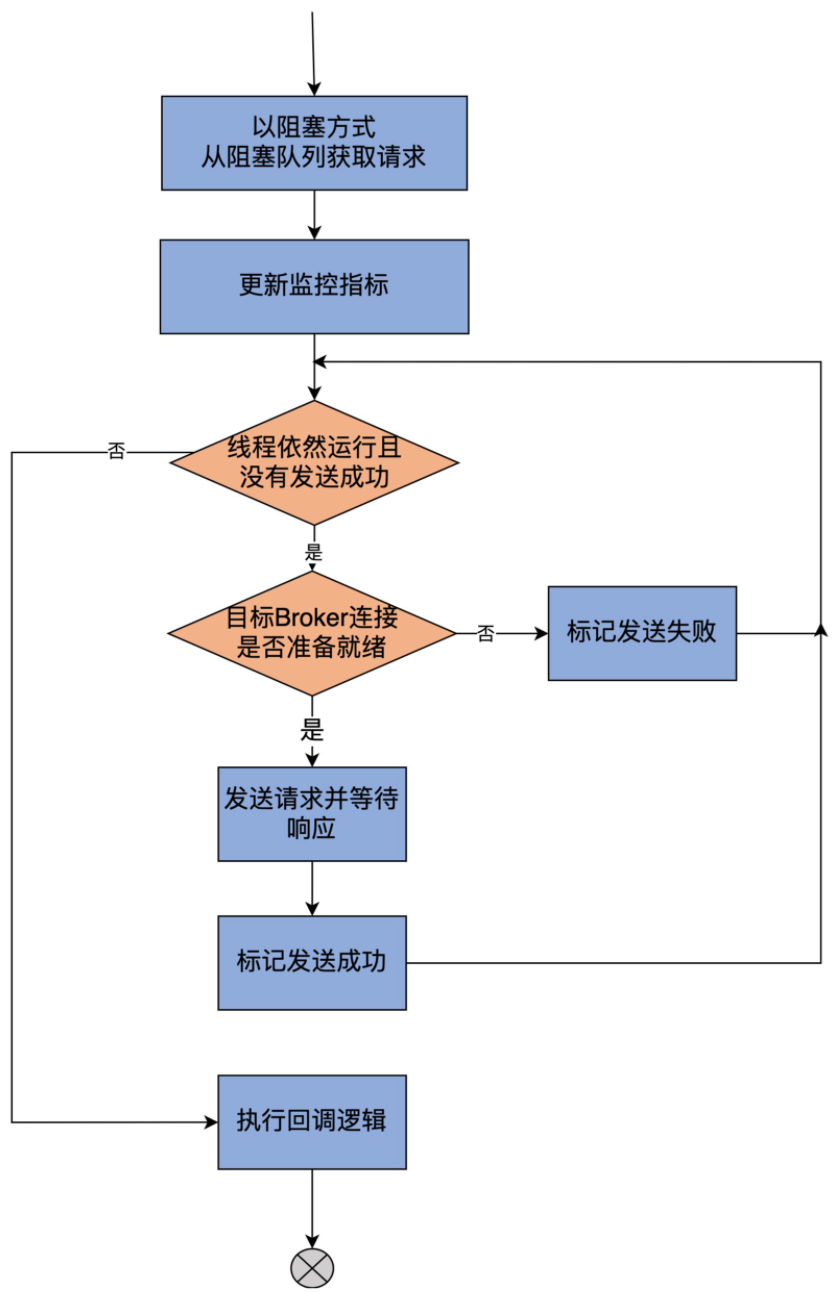 以阻塞方式
从阻塞队列获取请求
更新监控指标
线程依然运行且
没有发送成功
否
是
目标Broker连接
是否准备就绪
否
标记发送失败
是
发送请求并等待
响应
标记发送成功
执行回调逻辑